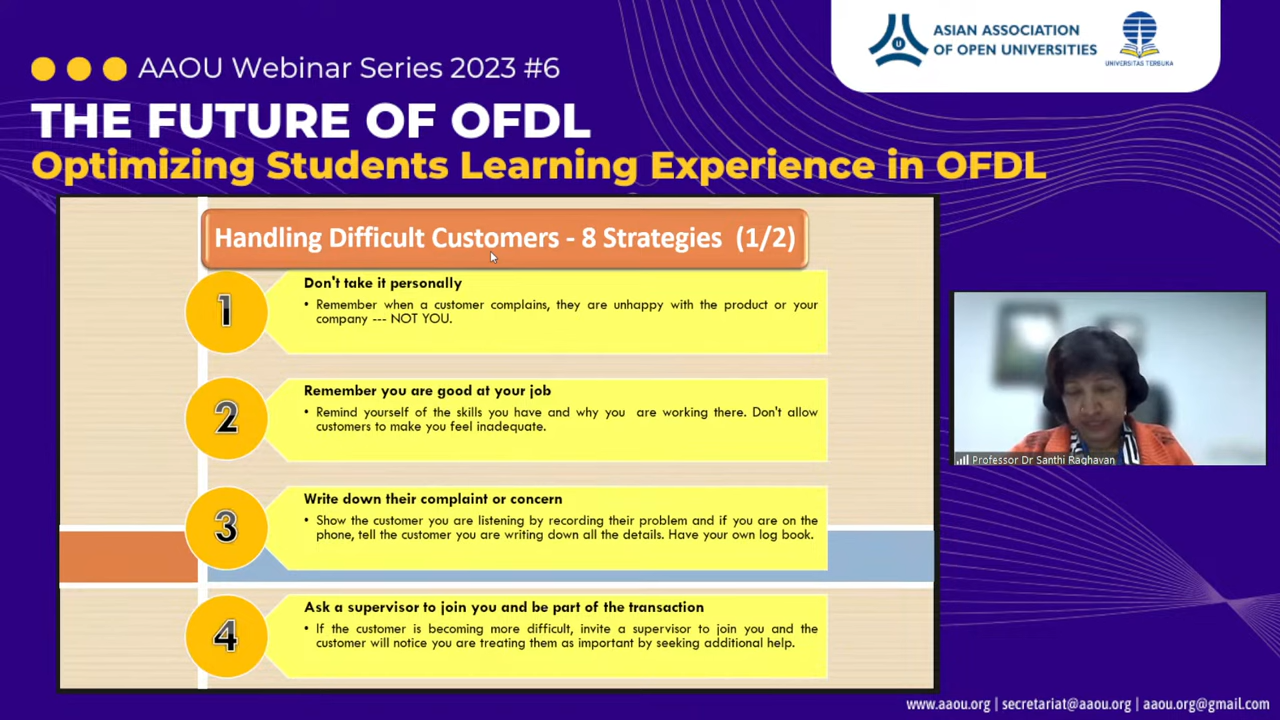 ASIAN ASSOCIATION
OF OPEN UNIVERSITIES
U
UNIVERSITAS TERBUKA
AAOU Webinar Series 2023 #6
THE FUTURE OF OFDL
Optimizing Students Learning Experience in OFDL
Handling Difficult Customers - 8 Strategies (1/2)
1
Don't take it personally
• Remember when a customer complains, they are unhappy with the product or your
company --- NOT YOU.
2
Remember you are good at your job
• Remind yourself of the skills you have and why you are working there. Don't allow
customers to make you feel inadequate.
3
Write down their complaint or concern
• Show the customer you are listening by recording their problem and if you are on the
phone, tell the customer you are writing down all the details. Have your own log book.
4
Ask a supervisor to join you and be part of the transaction
• If the customer is becoming more difficult, invite a supervisor to join you and the
customer will notice you are treating them as important by seeking additional help.
Professor Dr Santhi Raghavan
www.aaou.org | secretariat@aaou.org | aaou.org@gmail.com